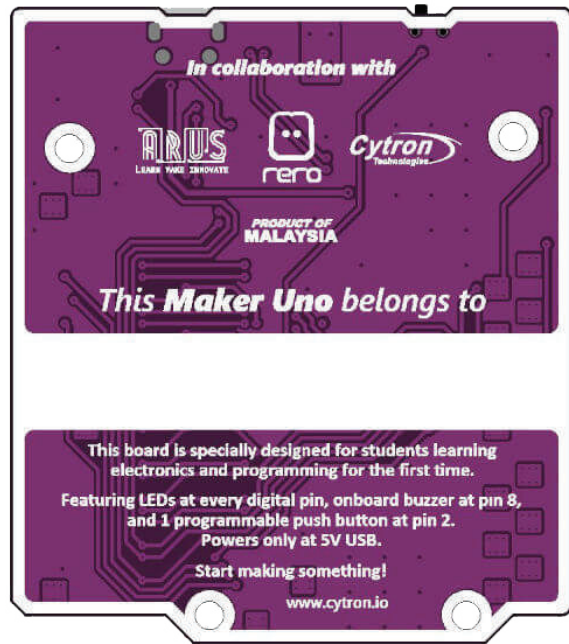 In collaboration with
ARUS
LEARN MAKE INNOVATE
rero
Cytron
Technologies
PRODUCT OF
MALAYSIA
This Maker Uno belongs to
This board is specially designed for students learning
electronics and programming for the first time.
Featuring LEDs at every digital pin, onboard buzzer at pin 8,
and 1 programmable push button at pin 2.
Powers only at 5V USB.
Start making something!
www.cytron.io